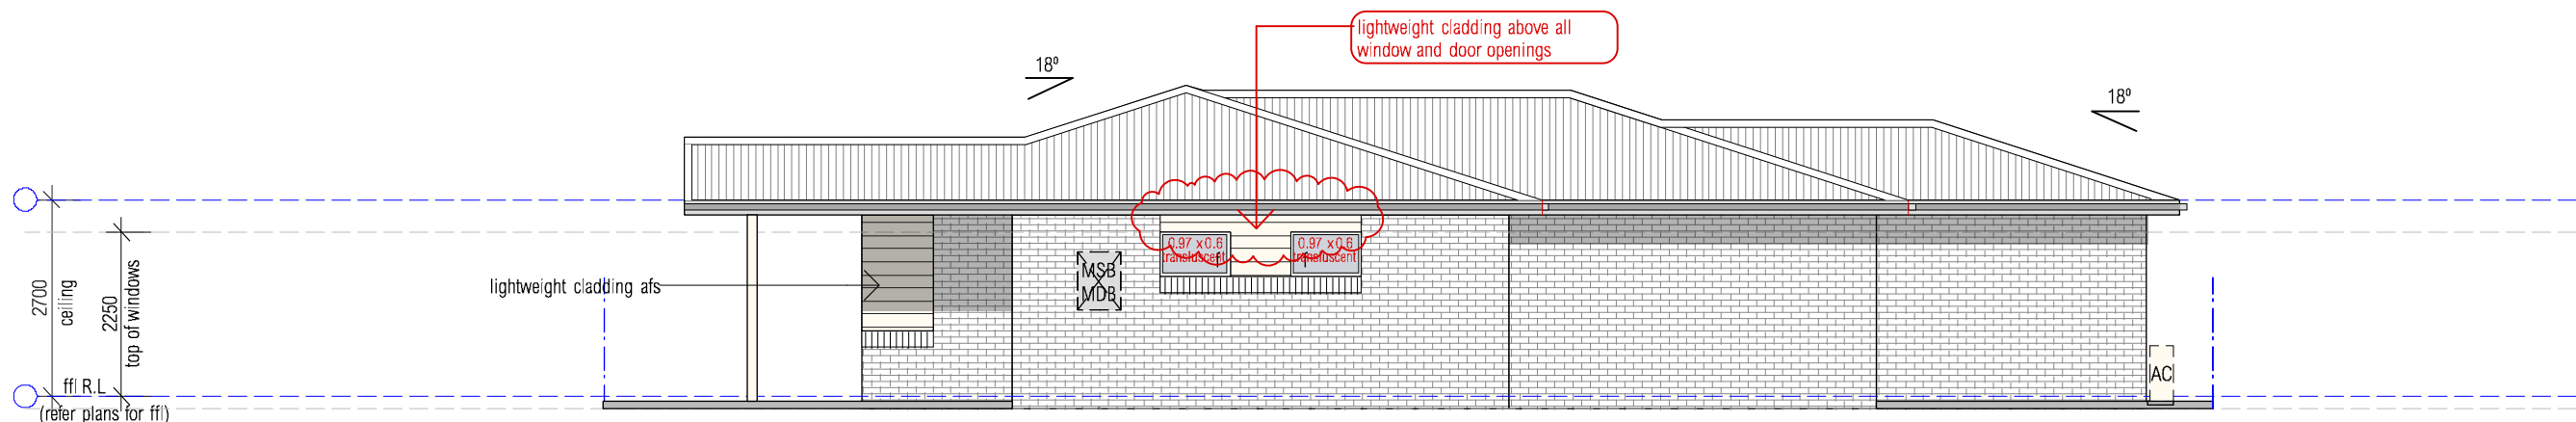 lightweight cladding above all
window and door openings
18º
18º
0.97 x 0.6
translucent
0.97 x 0.6
translucent
MSB
MDB
lightweight cladding afs
2700
ceiling
2250
top of windows
ffl R.L
(refer plans for ffl)
AC